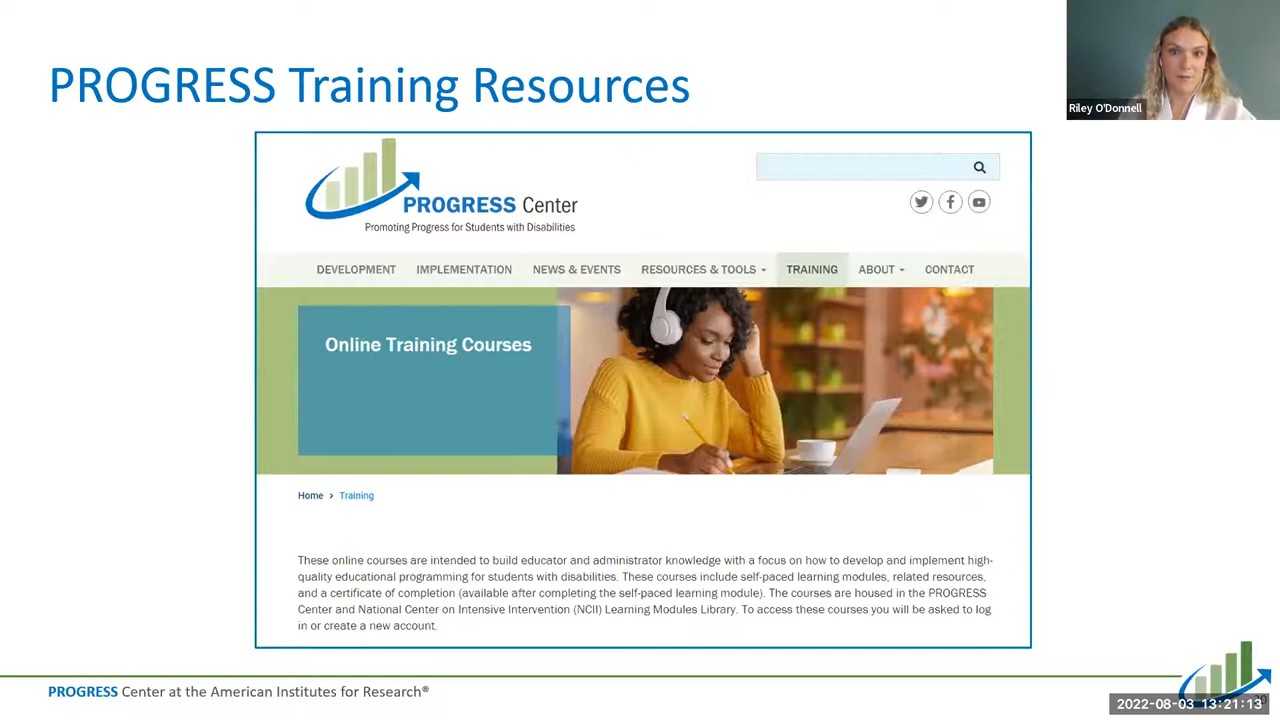 PROGRESS Training Resources
Riley O'Donnell
PROGRESS Center
Promoting Progress for Students with Disabilities
DEVELOPMENT IMPLEMENTATION NEWS & EVENTS RESOURCES & TOOLS TRAINING ABOUT CONTACT
Online Training Courses
Home › Training
These online courses are intended to build educator and administrator knowledge with a focus on how to develop and implement high-
quality educational programming for students with disabilities. These courses include self-paced learning modules, related resources,
and a certificate of completion (available after completing the self-paced learning module). The courses are housed in the PROGRESS
Center and National Center on Intensive Intervention (NCII) Learning Modules Library. To access these courses you will be asked to log
in or create a new account.
PROGRESS Center at the American Institutes for Research®
2022-08-03 13:21:13